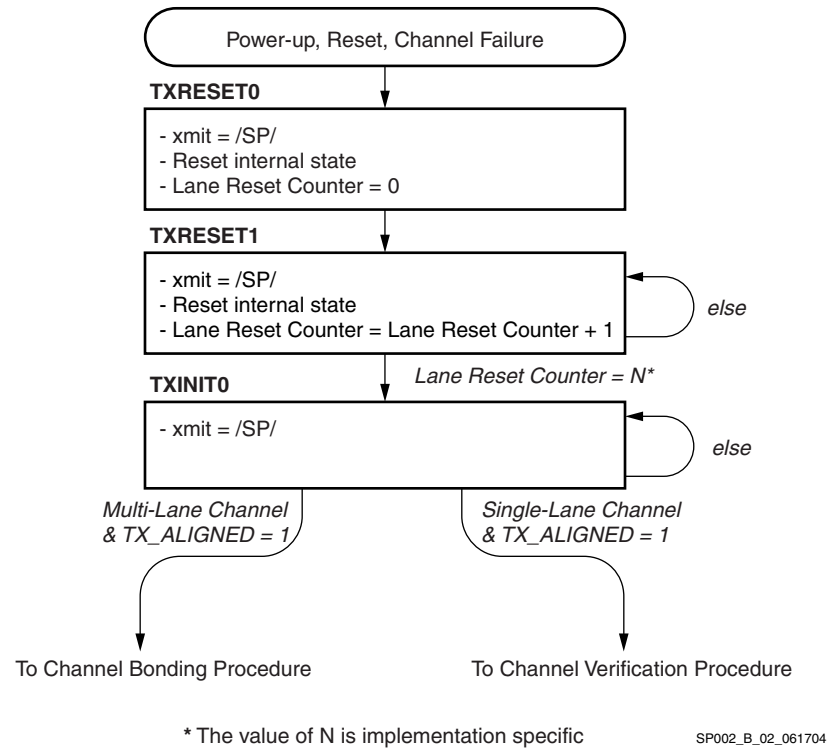 Power-up, Reset, Channel Failure
TXRESET0
- xmit = /SP/
- Reset internal state
- Lane Reset Counter = 0
TXRESET1
- xmit = /SP/
- Reset internal state
- Lane Reset Counter = Lane Reset Counter + 1
else
Lane Reset Counter = N*
TXINIT0
- xmit = /SP/
else
Multi-Lane Channel
& TX_ALIGNED = 1
Single-Lane Channel
& TX_ALIGNED = 1
To Channel Bonding Procedure
To Channel Verification Procedure
* The value of N is implementation specific
SP002_B_02_061704